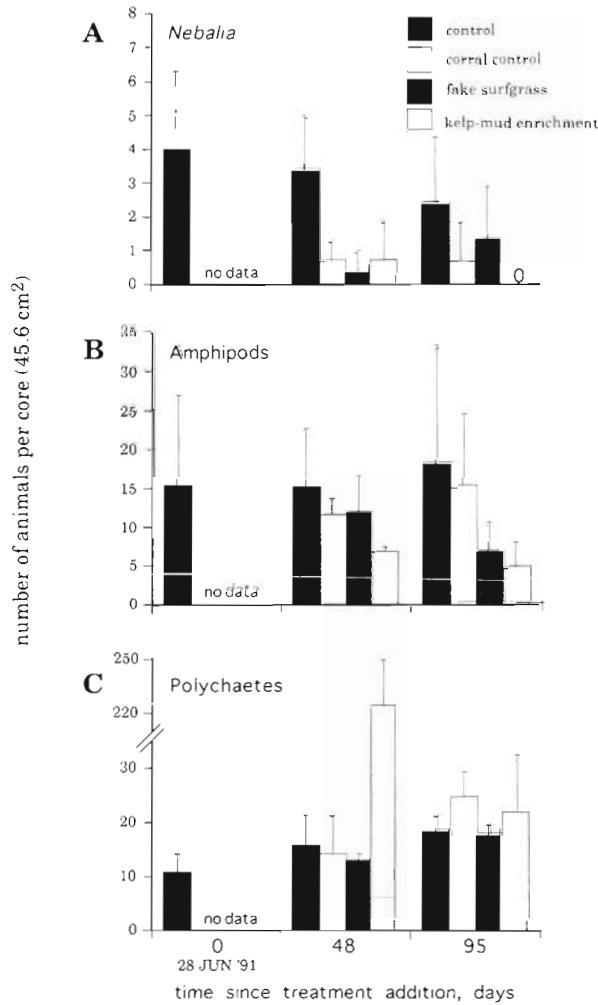 A
Nebalia
control
corral control
fake surfgrass
kelp-mud enrichment
8
7
6
5
4
3
2
1
0
no data
0
B
Amphipods
35
30
25
20
15
10
5
0
no data
C
Polychaetes
250
220
30
20
10
0
no data
0
48
95
28 JUN '91
time since treatment addition, days
number of animals per core (45.6 cm²)